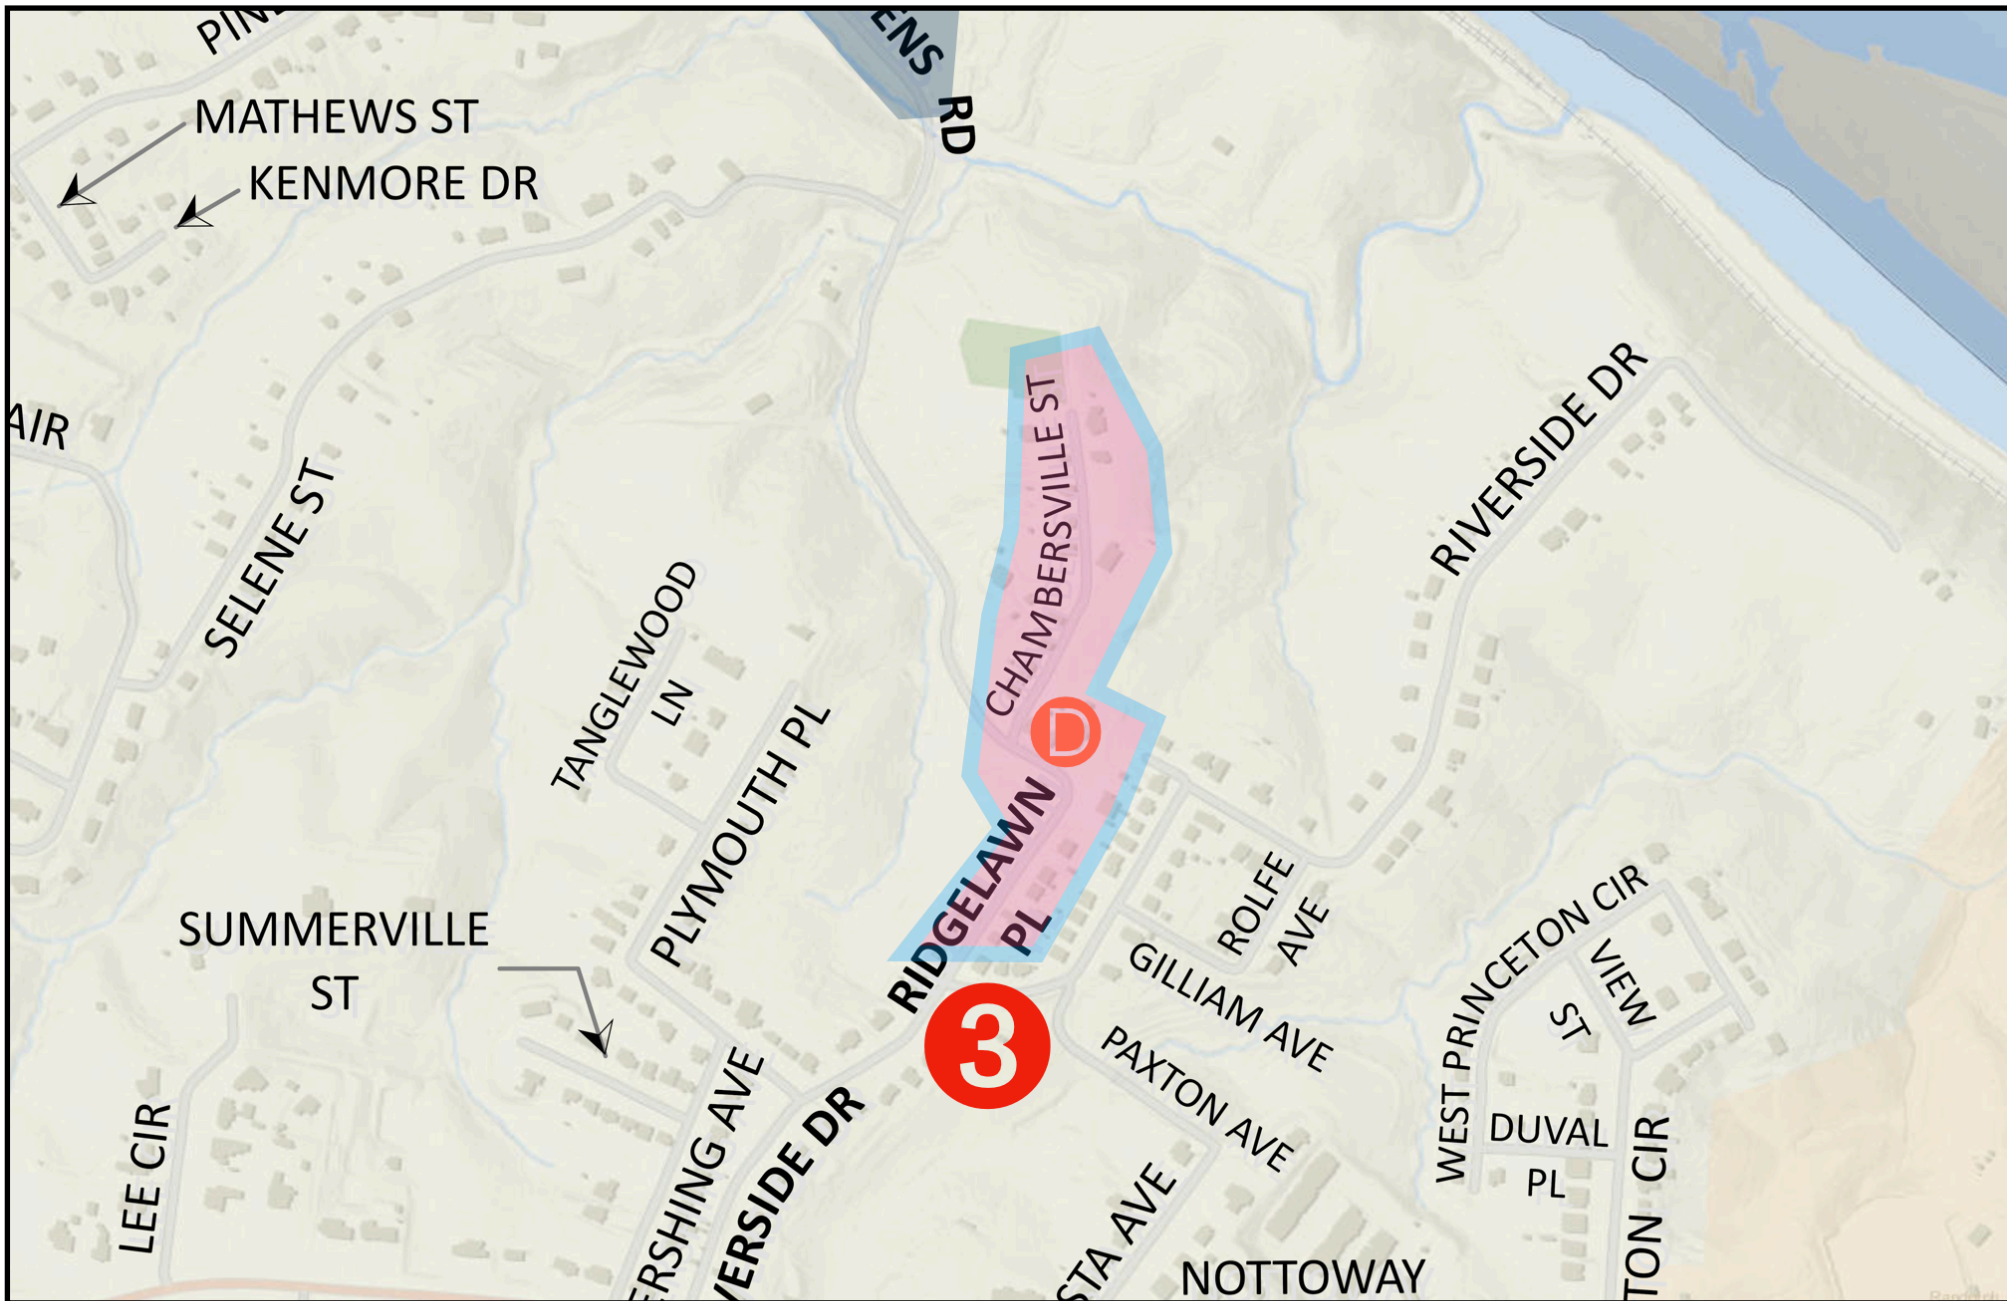 PIN
ENS
RD
MATHEWS ST
KENMORE DR
AIR
SELENE ST
CHAMBERSVILLE ST
RIVERSIDE DR
TANGLEWOOD
LN
PLYMOUTH PL
D
RIDGELAWN
PL
ROLFE
AVE
GILLIAM AVE
WEST PRINCETON CIR
VIEW
ST
SUMMERVILLE
ST
3
PAXTON AVE
LEE CIR
ERSHING AVE
VERSIDE DR
DUVAL
PL
STA AVE
TON CIR
NOTTOWAY